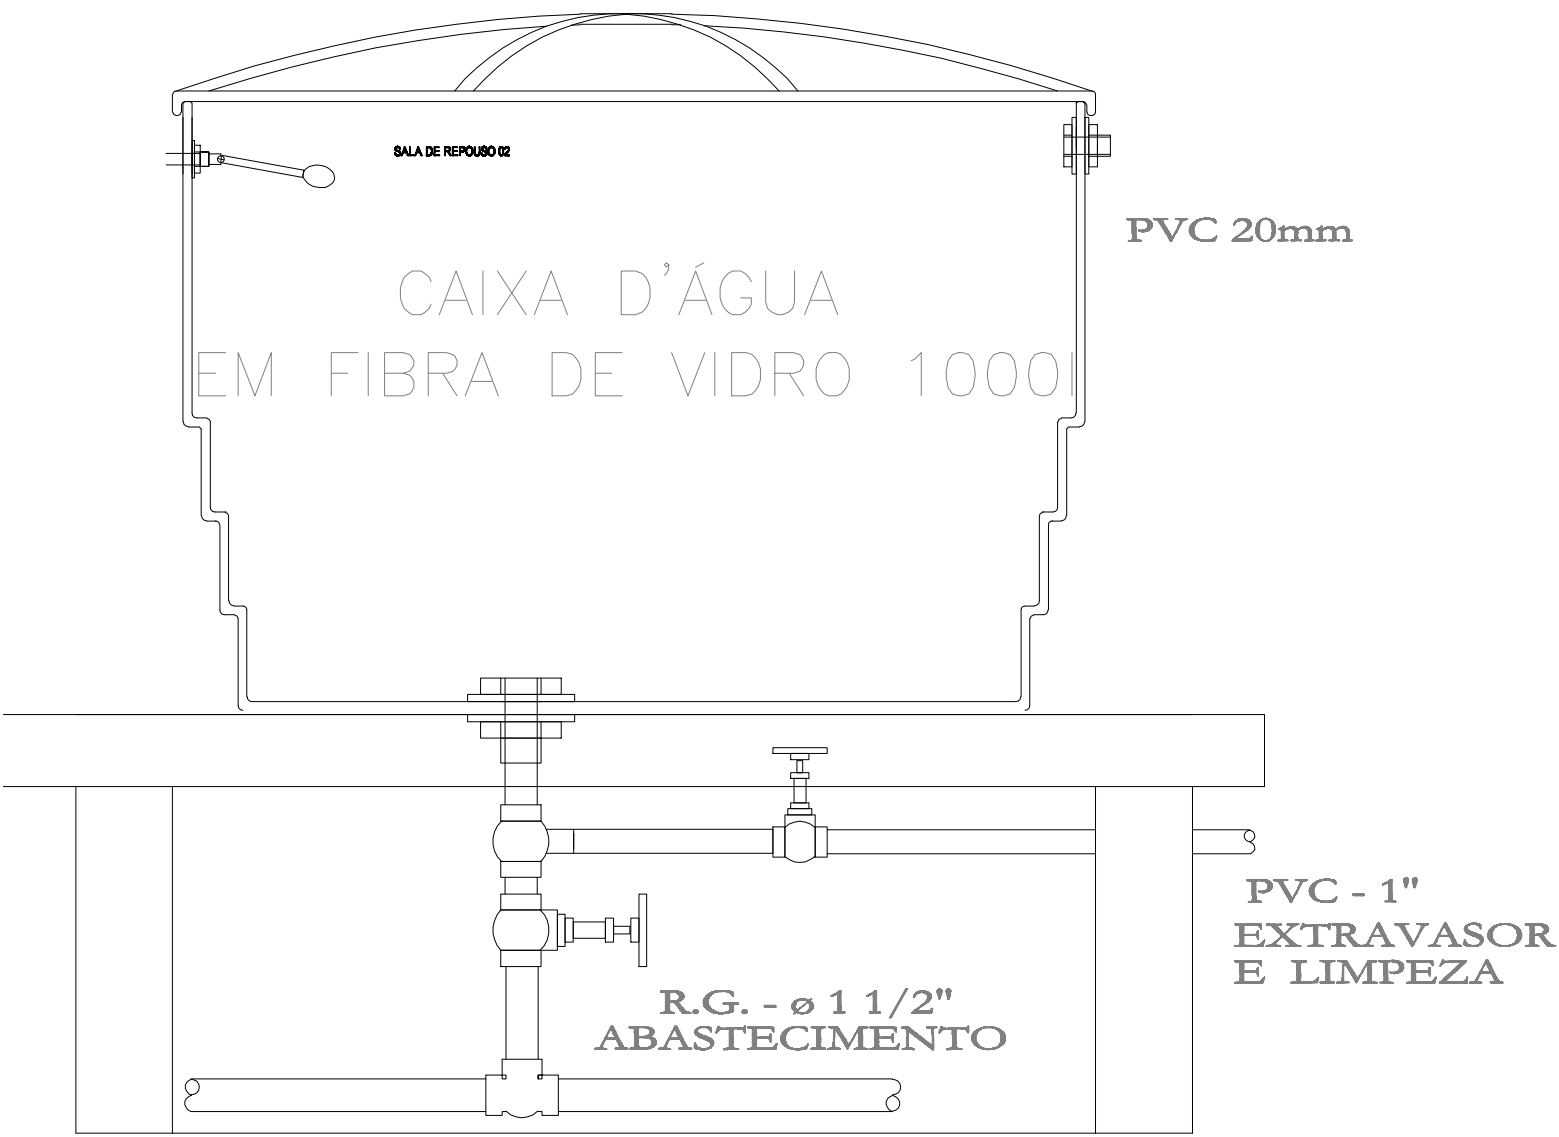 SALA DE REPOUSO 02
PVC 20mm
CAIXA D'ÁGUA
EM FIBRA DE VIDRO 1000l
PVC - 1"
EXTRAVASOR
E LIMPEZA
R.G. - ø 1 1/2"
ABASTECIMENTO